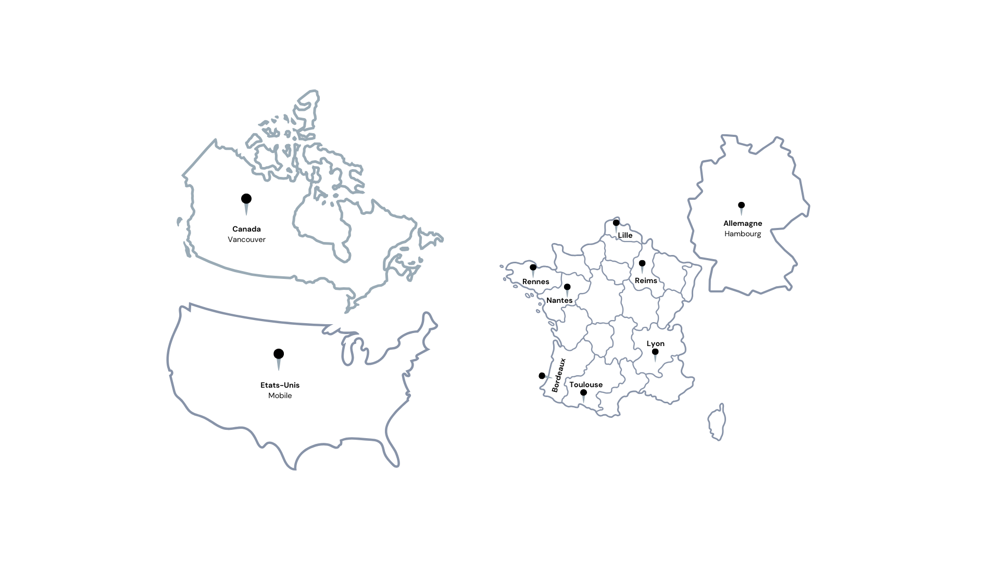 Canada
Vancouver
Etats-Unis
Mobile
Allemagne
Hambourg
Lille
Rennes
Reims
Nantes
Lyon
Bordeaux
Toulouse